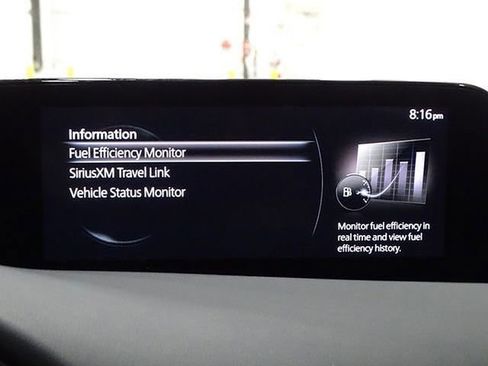 8:16pm
Information
Fuel Efficiency Monitor
SiriusXM Travel Link
Vehicle Status Monitor
Monitor fuel efficiency in
real time and view fuel
efficiency history.